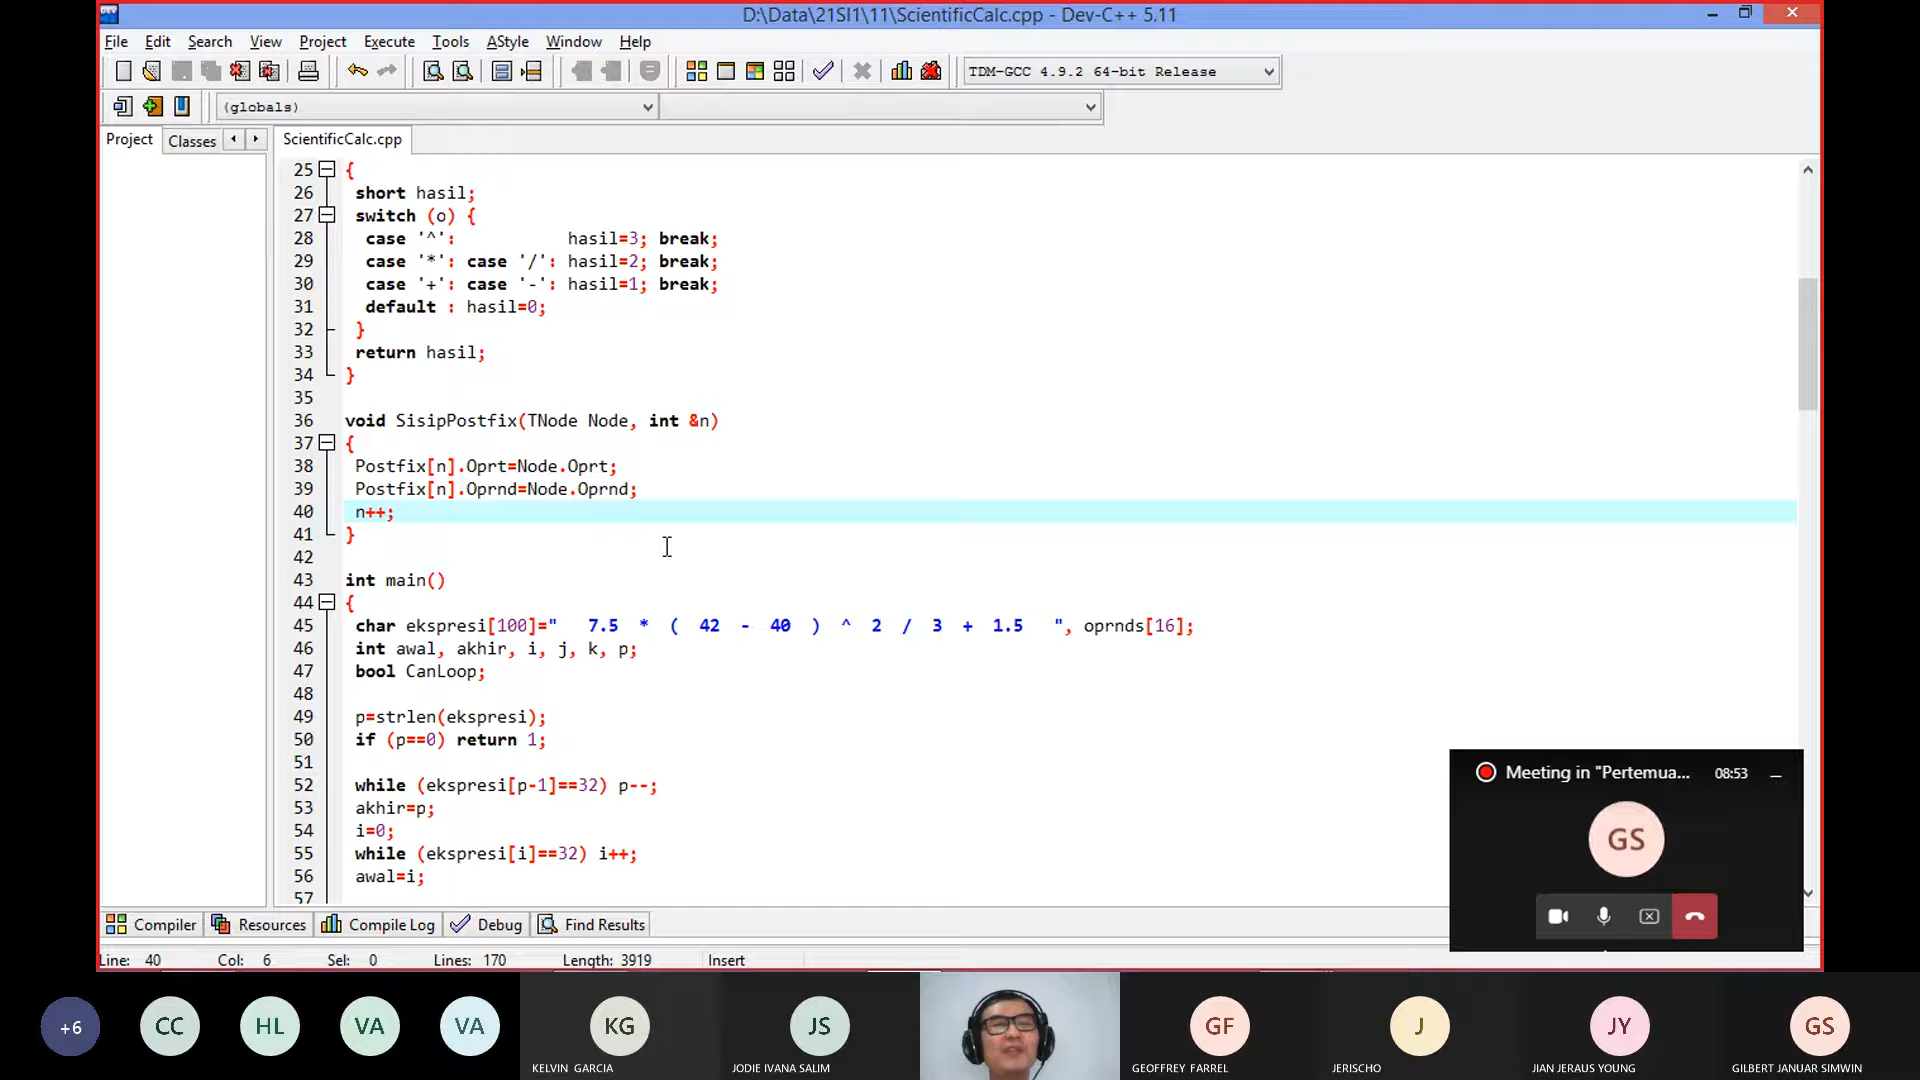 D:\Data\21SI1\11\ScientificCalc.cpp - Dev-C++ 5.11
File Edit Search View Project Execute Tools AStyle Window Help
TDM-GCC 4.9.2 64-bit Release
(globals)
Project Classes ScientificCalc.cpp
25 {
26 short hasil;
27 switch (o) {
28 case '^': hasil=3; break;
29 case '*': case '/': hasil=2; break;
30 case '+': case '-': hasil=1; break;
31 default : hasil=0;
32 }
33 return hasil;
34 }
35
36 void SisipPostfix(TNode Node, int &n)
37 {
38 Postfix[n].Oprt=Node.Oprt;
39 Postfix[n].Oprnd=Node.Oprnd;
40 n++;
41 }
42
43 int main()
44 {
45 char ekspresi[100]="   7.5  *  (  42  -  40  )  ^  2  /  3  +  1.5   ", oprnds[16];
46 int awal, akhir, i, j, k, p;
47 bool CanLoop;
48
49 p=strlen(ekspresi);
50 if (p==0) return 1;
51
52 while (ekspresi[p-1]==32) p--;
53 akhir=p;
54 i=0;
55 while (ekspresi[i]==32) i++;
56 awal=i;
57
Meeting in "Pertemua... 08:53
GS
Compiler Resources Compile Log Debug Find Results
Line: 40 Col: 6 Sel: 0 Lines: 170 Length: 3919 Insert
+6 CC HL VA VA KG JS GF J JY GS
KELVIN GARCIA JODIE IVANA SALIM GEOFFREY FARREL JERISCHO JIAN JERAUS YOUNG GILBERT JANUAR SIMWIN